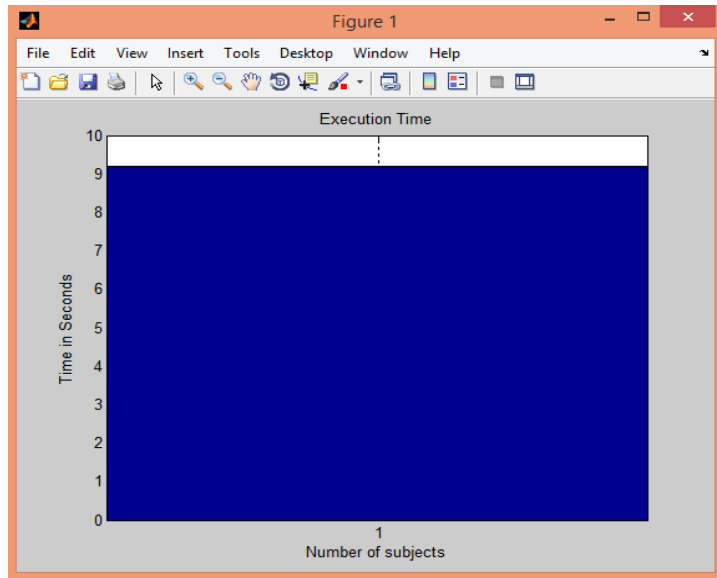 Figure 1
File Edit View Insert Tools Desktop Window Help
Execution Time
10
9
8
7
6
5
4
3
2
1
0
Time in Seconds
1
Number of subjects